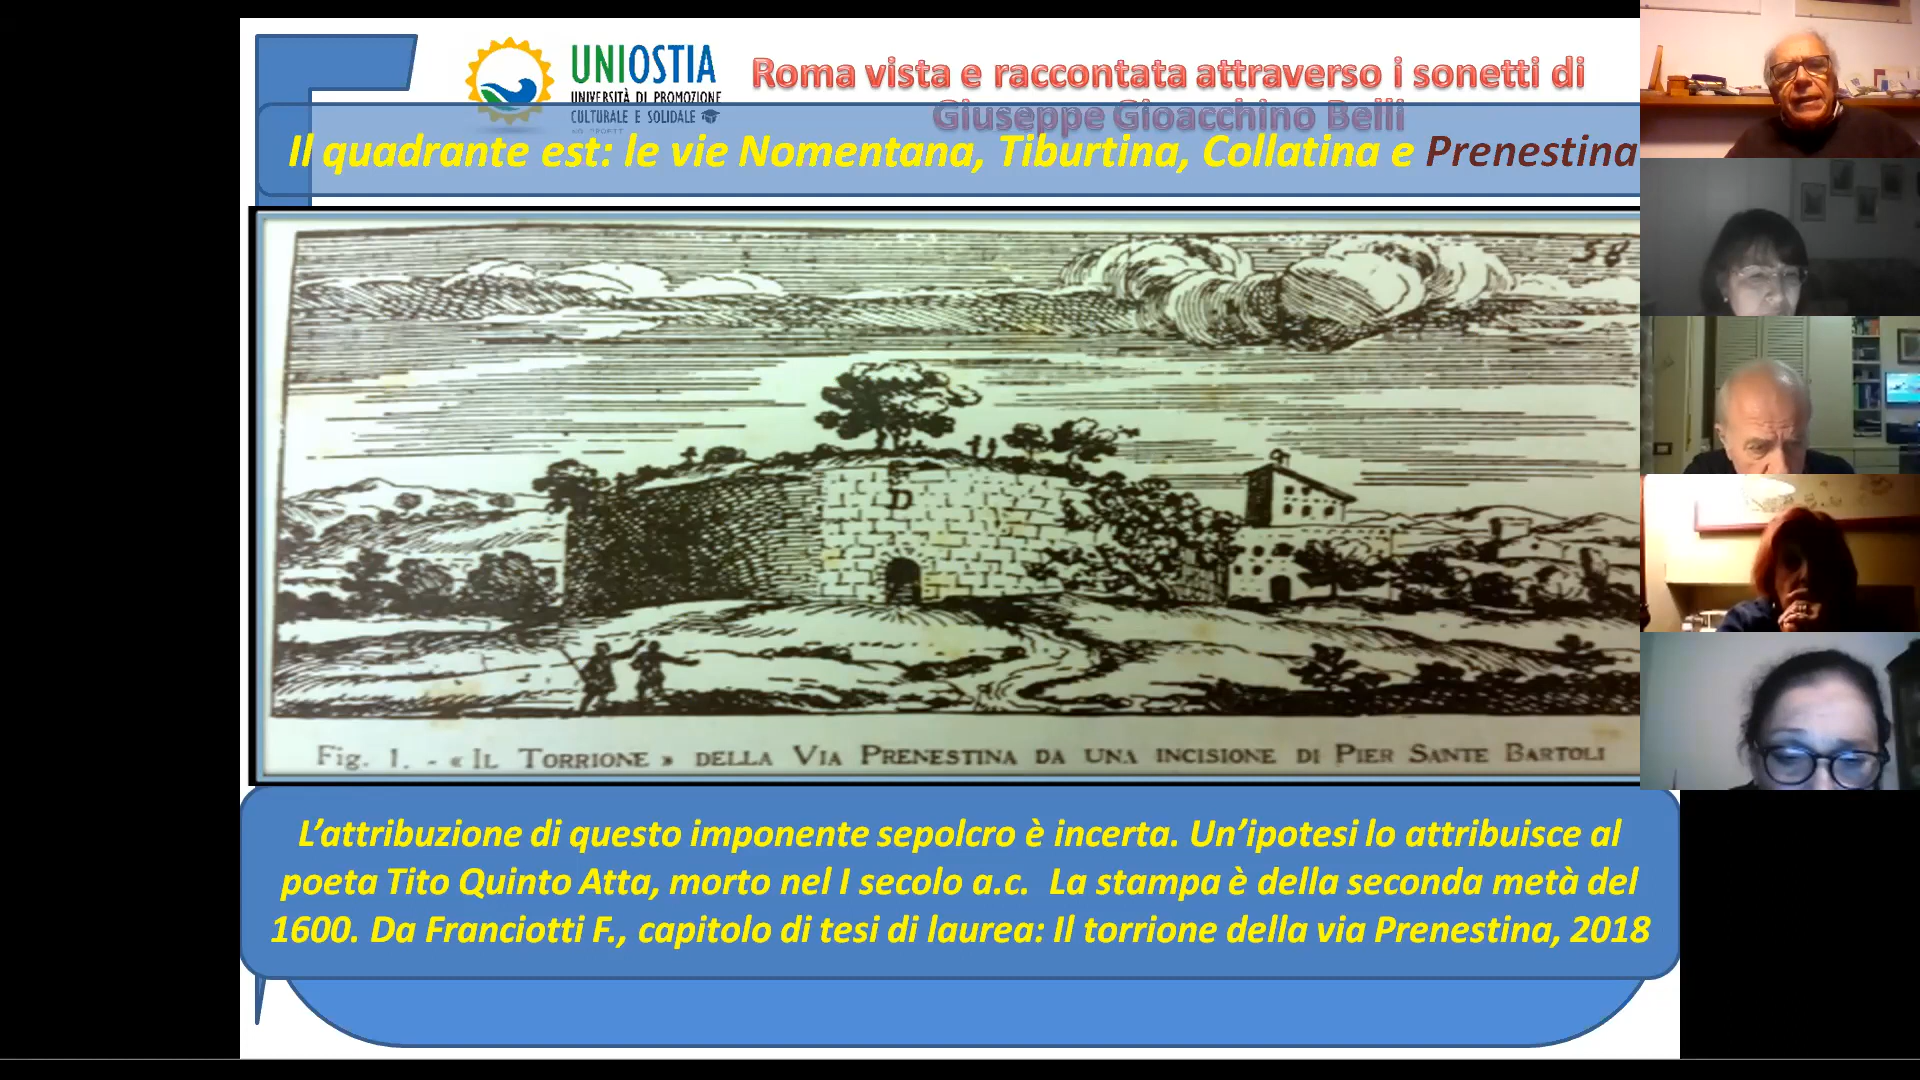 UNIOSTIA
UNIVERSITÀ DI PROMOZIONE
CULTURALE E SOLIDALE
Roma vista e raccontata attraverso i sonetti di
Giuseppe Gioacchino Belli
Il quadrante est: le vie Nomentana, Tiburtina, Collatina e Prenestina
58
D
Fig. 1. - « IL TORRIONE » DELLA VIA PRENESTINA DA UNA INCISIONE DI PIER SANTE BARTOLI
L’attribuzione di questo imponente sepolcro è incerta. Un’ipotesi lo attribuisce al
poeta Tito Quinto Atta, morto nel I secolo a.c. La stampa è della seconda metà del
1600. Da Franciotti F., capitolo di tesi di laurea: Il torrione della via Prenestina, 2018